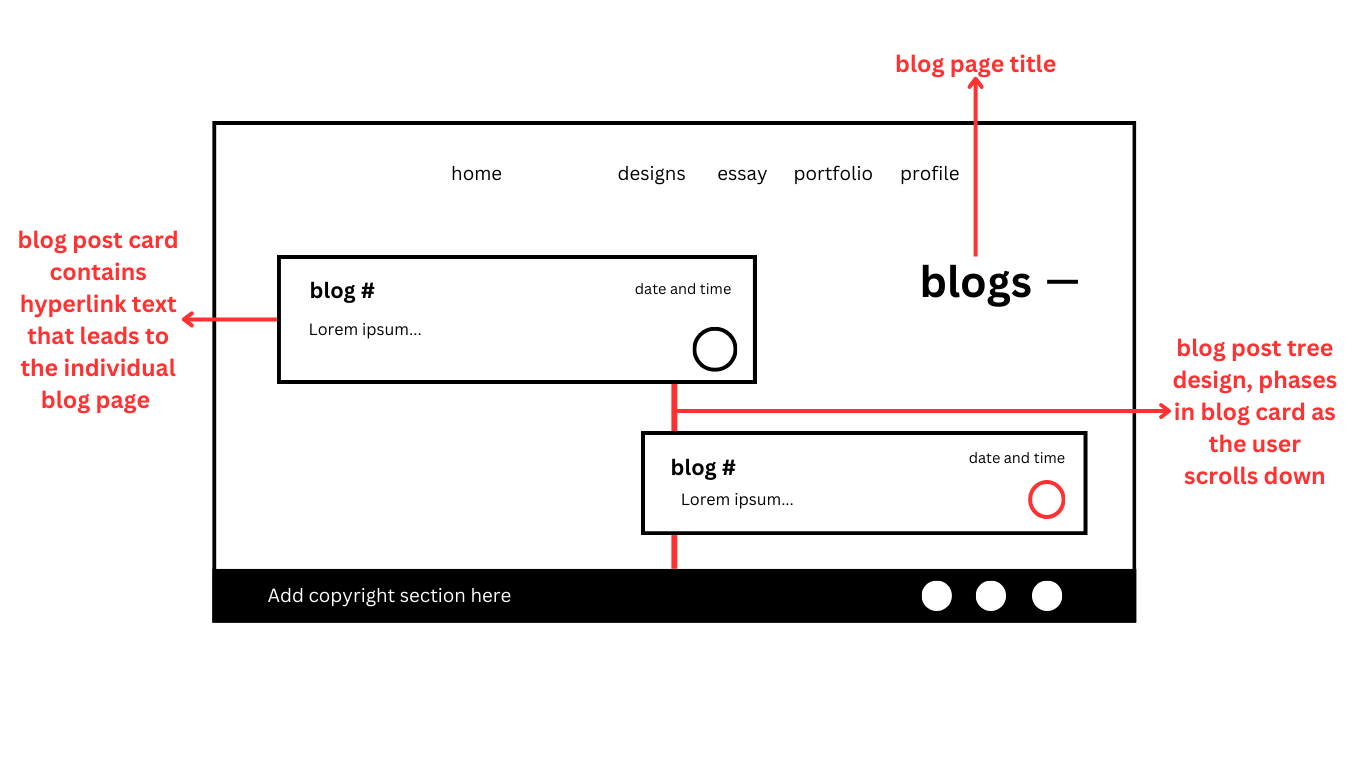 blog page title
home designs essay portfolio profile
blog post card
contains
hyperlink text
that leads to
the individual
blog page
blog #
date and time
Lorem ipsum...
blogs —
blog post tree
design, phases
in blog card as
the user
scrolls down
blog #
date and time
Lorem ipsum...
Add copyright section here